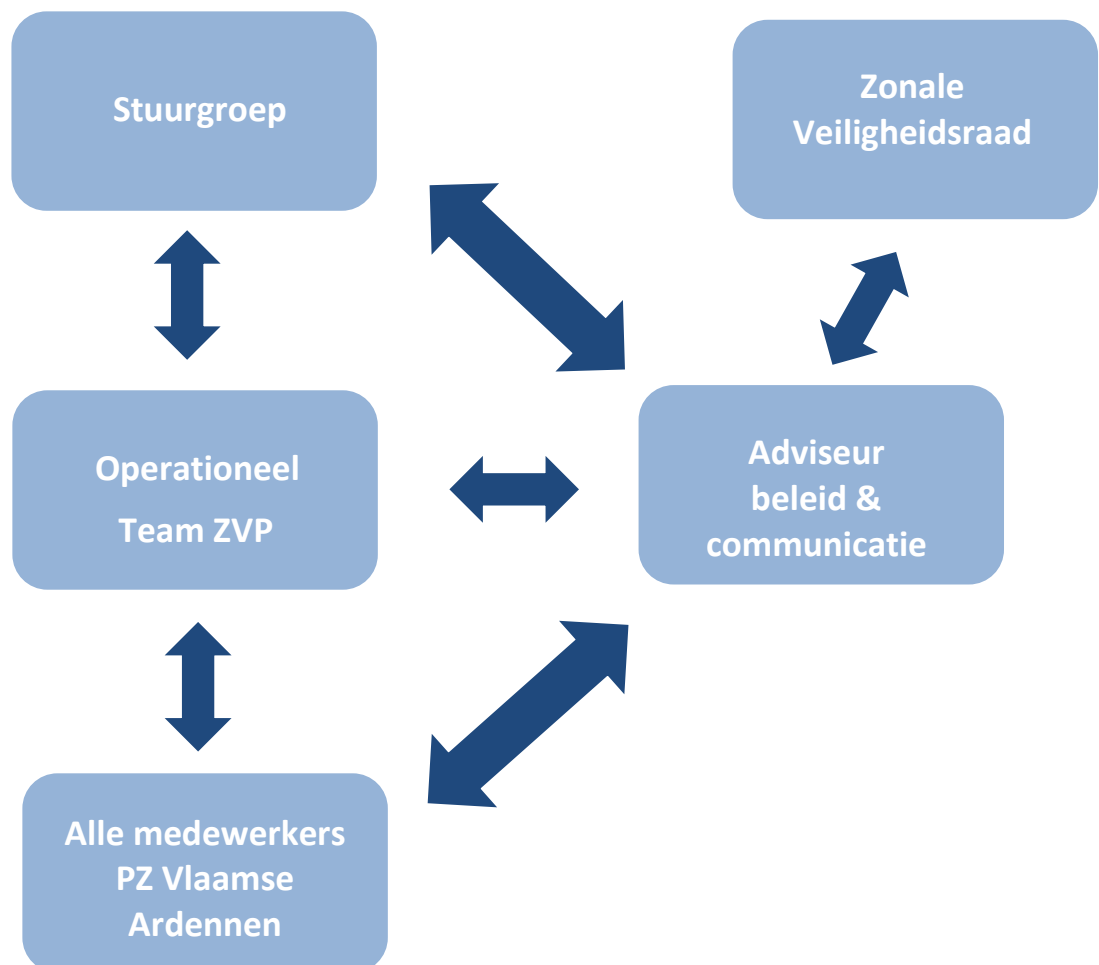 Stuurgroep
Zonale
Veiligheidsraad
Operationeel
Team ZVP
Adviseur
beleid &
communicatie
Alle medewerkers
PZ Vlaamse
Ardennen